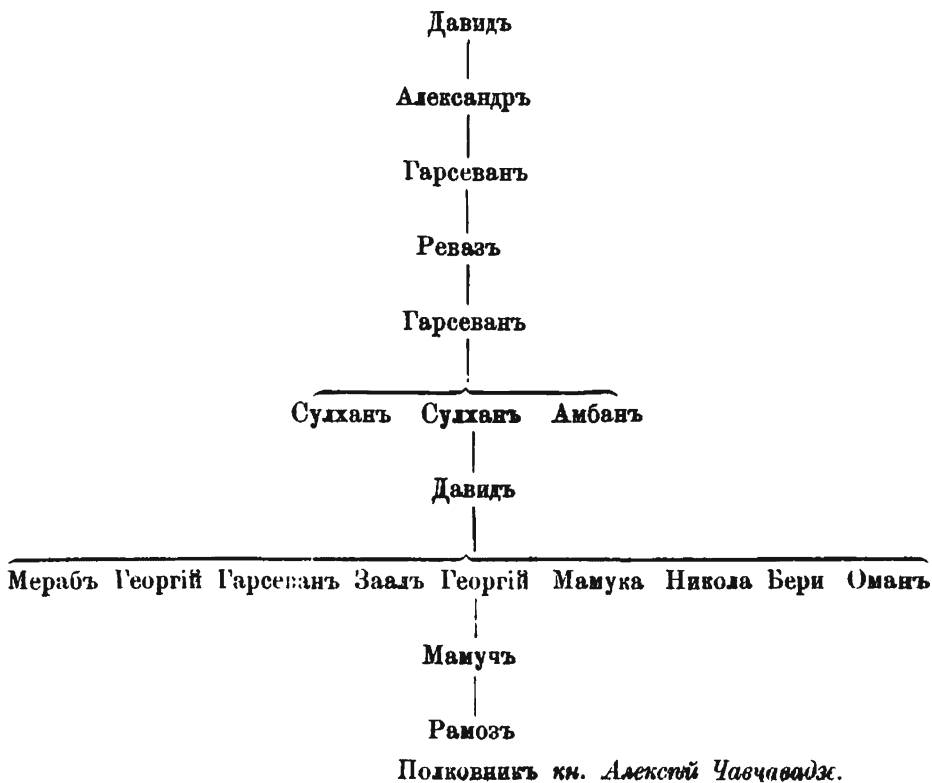 Давидъ
Александръ
Гарсеванъ
Ревазъ
Гарсеванъ
Сулханъ Сулханъ Амбанъ
Давидъ
Мерабъ Георгій Гарсеванъ Заалъ Георгій Мамука Никола Бери Оманъ
Мамучъ
Рамозъ
Полковникъ кн. Алексѣй Чавчавадзе.